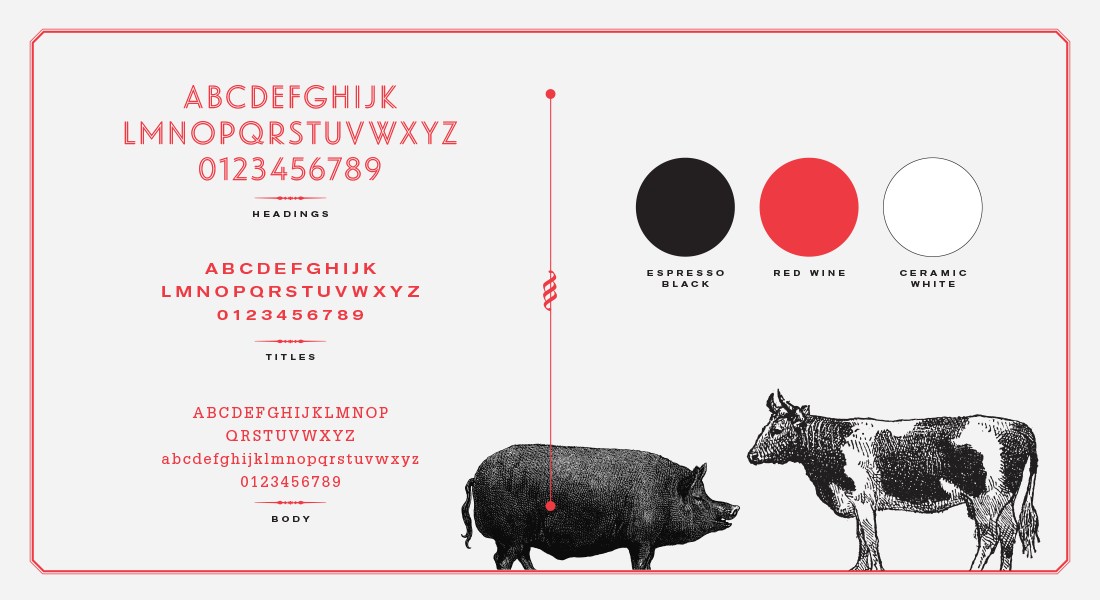 ABCDEFGHIJK
LMNOPQRSTUVWXYZ
0123456789
HEADINGS
ABCDEFGHIJK
LMNOPQRSTUVWXYZ
0123456789
TITLES
ABCDEFGHIJKLMNOP
QRSTUVWXYZ
abcdefghijklmnopqrstuvwxyz
0123456789
BODY
ESPRESSO
BLACK
RED WINE
CERAMIC
WHITE